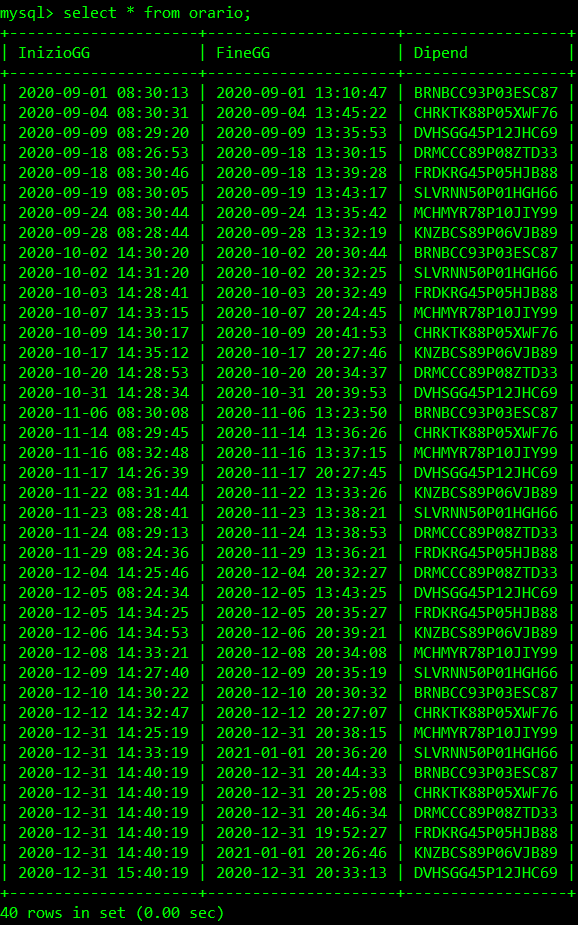 mysql> select * from orario;
+---------------------+---------------------+------------------+
| InizioGG            | FineGG              | Dipend           |
+---------------------+---------------------+------------------+
| 2020-09-01 08:30:13 | 2020-09-01 13:10:47 | BRNBCC93P03ESC87 |
| 2020-09-04 08:30:31 | 2020-09-04 13:45:22 | CHRKTK88P05XWF76 |
| 2020-09-09 08:29:20 | 2020-09-09 13:35:53 | DVHSGG45P12JHC69 |
| 2020-09-18 08:26:53 | 2020-09-18 13:30:15 | DRMCCC89P08ZTD33 |
| 2020-09-18 08:30:46 | 2020-09-18 13:39:28 | FRDKRG45P05HJB88 |
| 2020-09-19 08:30:05 | 2020-09-19 13:43:17 | SLVRNN50P01HGH66 |
| 2020-09-24 08:30:44 | 2020-09-24 13:35:42 | MCHMYR78P10JIY99 |
| 2020-09-28 08:28:44 | 2020-09-28 13:32:19 | KNZBCS89P06VJB89 |
| 2020-10-02 14:30:20 | 2020-10-02 20:30:44 | BRNBCC93P03ESC87 |
| 2020-10-02 14:31:20 | 2020-10-02 20:32:25 | SLVRNN50P01HGH66 |
| 2020-10-03 14:28:41 | 2020-10-03 20:32:49 | FRDKRG45P05HJB88 |
| 2020-10-07 14:33:15 | 2020-10-07 20:24:45 | MCHMYR78P10JIY99 |
| 2020-10-09 14:30:17 | 2020-10-09 20:41:53 | CHRKTK88P05XWF76 |
| 2020-10-17 14:35:12 | 2020-10-17 20:27:46 | KNZBCS89P06VJB89 |
| 2020-10-20 14:28:53 | 2020-10-20 20:34:37 | DRMCCC89P08ZTD33 |
| 2020-10-31 14:28:34 | 2020-10-31 20:39:53 | DVHSGG45P12JHC69 |
| 2020-11-06 08:30:08 | 2020-11-06 13:23:50 | BRNBCC93P03ESC87 |
| 2020-11-14 08:29:45 | 2020-11-14 13:36:26 | CHRKTK88P05XWF76 |
| 2020-11-16 08:32:48 | 2020-11-16 13:37:15 | MCHMYR78P10JIY99 |
| 2020-11-17 14:26:39 | 2020-11-17 20:27:45 | DVHSGG45P12JHC69 |
| 2020-11-22 08:31:44 | 2020-11-22 13:33:26 | KNZBCS89P06VJB89 |
| 2020-11-23 08:28:41 | 2020-11-23 13:38:21 | SLVRNN50P01HGH66 |
| 2020-11-24 08:29:13 | 2020-11-24 13:38:53 | DRMCCC89P08ZTD33 |
| 2020-11-29 08:24:36 | 2020-11-29 13:36:21 | FRDKRG45P05HJB88 |
| 2020-12-04 14:25:46 | 2020-12-04 20:32:27 | DRMCCC89P08ZTD33 |
| 2020-12-05 08:24:34 | 2020-12-05 13:43:25 | DVHSGG45P12JHC69 |
| 2020-12-05 14:34:25 | 2020-12-05 20:35:27 | FRDKRG45P05HJB88 |
| 2020-12-06 14:34:53 | 2020-12-06 20:39:21 | KNZBCS89P06VJB89 |
| 2020-12-08 14:33:21 | 2020-12-08 20:34:08 | MCHMYR78P10JIY99 |
| 2020-12-09 14:27:40 | 2020-12-09 20:35:19 | SLVRNN50P01HGH66 |
| 2020-12-10 14:30:22 | 2020-12-10 20:30:32 | BRNBCC93P03ESC87 |
| 2020-12-12 14:32:47 | 2020-12-12 20:27:07 | CHRKTK88P05XWF76 |
| 2020-12-31 14:25:19 | 2020-12-31 20:38:15 | MCHMYR78P10JIY99 |
| 2020-12-31 14:33:19 | 2021-01-01 20:36:20 | SLVRNN50P01HGH66 |
| 2020-12-31 14:40:19 | 2020-12-31 20:44:33 | BRNBCC93P03ESC87 |
| 2020-12-31 14:40:19 | 2020-12-31 20:25:08 | CHRKTK88P05XWF76 |
| 2020-12-31 14:40:19 | 2020-12-31 20:46:34 | DRMCCC89P08ZTD33 |
| 2020-12-31 14:40:19 | 2020-12-31 19:52:27 | FRDKRG45P05HJB88 |
| 2020-12-31 14:40:19 | 2021-01-01 20:26:46 | KNZBCS89P06VJB89 |
| 2020-12-31 15:40:19 | 2020-12-31 20:33:13 | DVHSGG45P12JHC69 |
+---------------------+---------------------+------------------+
40 rows in set (0.00 sec)